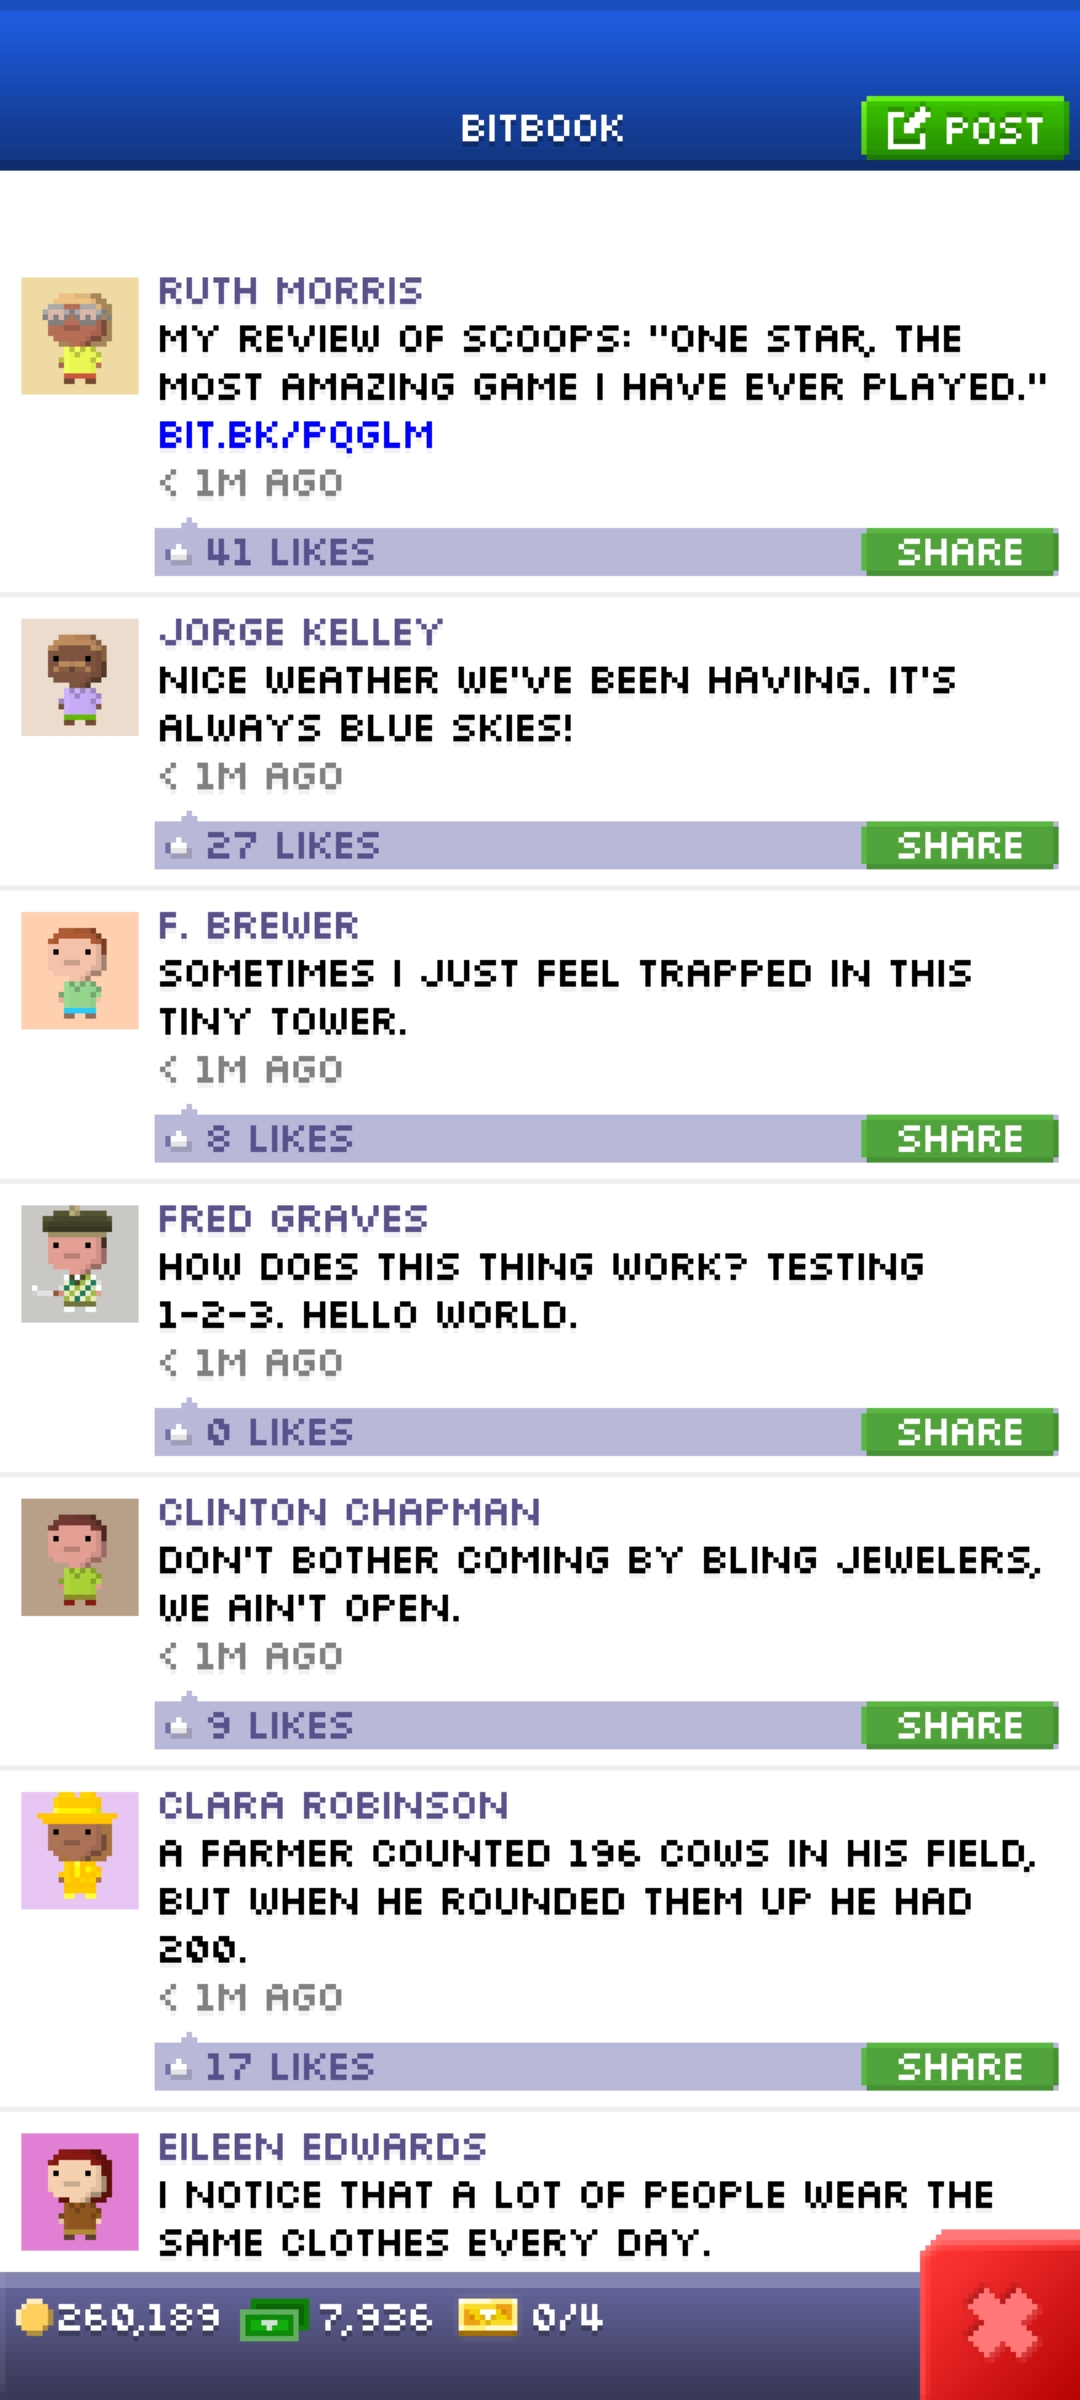 BITBOOK
POST
RUTH MORRIS
MY REVIEW OF SCOOPS: "ONE STAR, THE
MOST AMAZING GAME I HAVE EVER PLAYED."
BIT.BK/PQGLM
< 1M AGO
41 LIKES
SHARE
JORGE KELLEY
NICE WEATHER WE'VE BEEN HAVING. IT'S
ALWAYS BLUE SKIES!
< 1M AGO
27 LIKES
SHARE
F. BREWER
SOMETIMES I JUST FEEL TRAPPED IN THIS
TINY TOWER.
< 1M AGO
8 LIKES
SHARE
FRED GRAVES
HOW DOES THIS THING WORK? TESTING
1-2-3. HELLO WORLD.
< 1M AGO
0 LIKES
SHARE
CLINTON CHAPMAN
DON'T BOTHER COMING BY BLING JEWELERS,
WE AIN'T OPEN.
< 1M AGO
9 LIKES
SHARE
CLARA ROBINSON
A FARMER COUNTED 196 COWS IN HIS FIELD,
BUT WHEN HE ROUNDED THEM UP HE HAD
200.
< 1M AGO
17 LIKES
SHARE
EILEEN EDWARDS
I NOTICE THAT A LOT OF PEOPLE WEAR THE
SAME CLOTHES EVERY DAY.
260,189 7,936 0/4